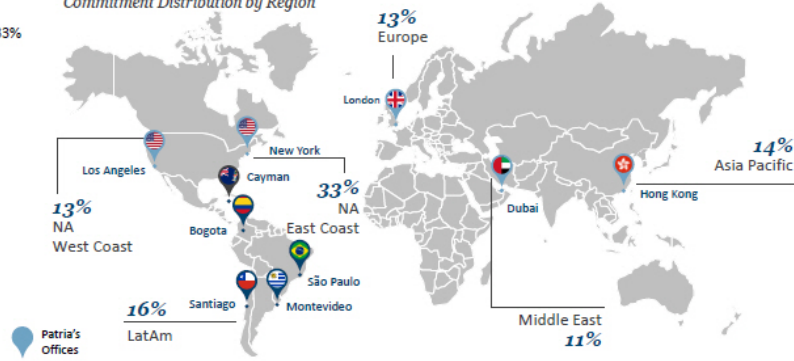 Commitment Distribution by Region
33%
13%
Europe
London
14%
Asia Pacific
New York
Los Angeles
Cayman
33%
NA
East Coast
Hong Kong
Dubai
13%
NA
West Coast
Bogota
São Paulo
Santiago
Montevideo
16%
LatAm
Middle East
11%
Patria's
Offices